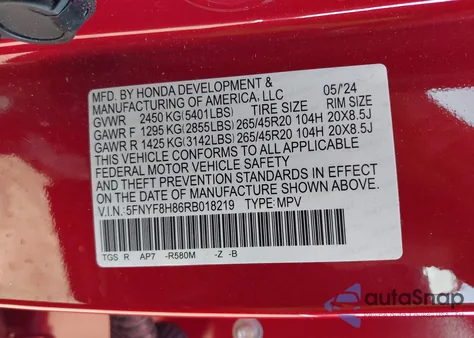 MFD. BY HONDA DEVELOPMENT &
MANUFACTURING OF AMERICA, LLC 05/'24
GVWR 2450 KG(5401LBS) TIRE SIZE RIM SIZE
GAWR F 1295 KG(2855LBS) 265/45R20 104H 20X8.5J
GAWR R 1425 KG(3142LBS) 265/45R20 104H 20X8.5J
THIS VEHICLE CONFORMS TO ALL APPLICABLE
FEDERAL MOTOR VEHICLE SAFETY
AND THEFT PREVENTION STANDARDS IN EFFECT
ON THE DATE OF MANUFACTURE SHOWN ABOVE.
V.I.N.: 5FNYF8H86RB018219 TYPE: MPV
TGS R AP7 -R580M -Z -B
autoSnap